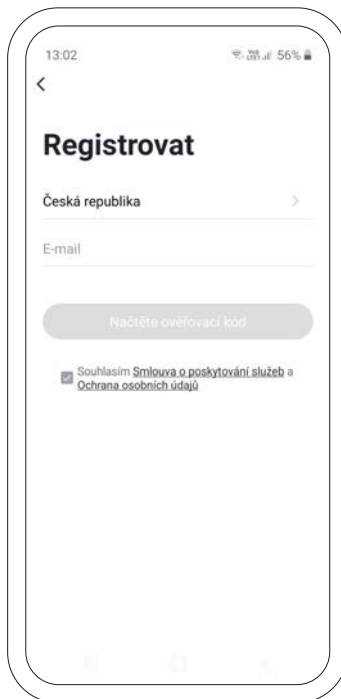 13:02
56%
Registrovat
Česká republika
E-mail
Načtěte ověřovací kód
Souhlasím Smlouva o poskytování služeb a
Ochrana osobních údajů